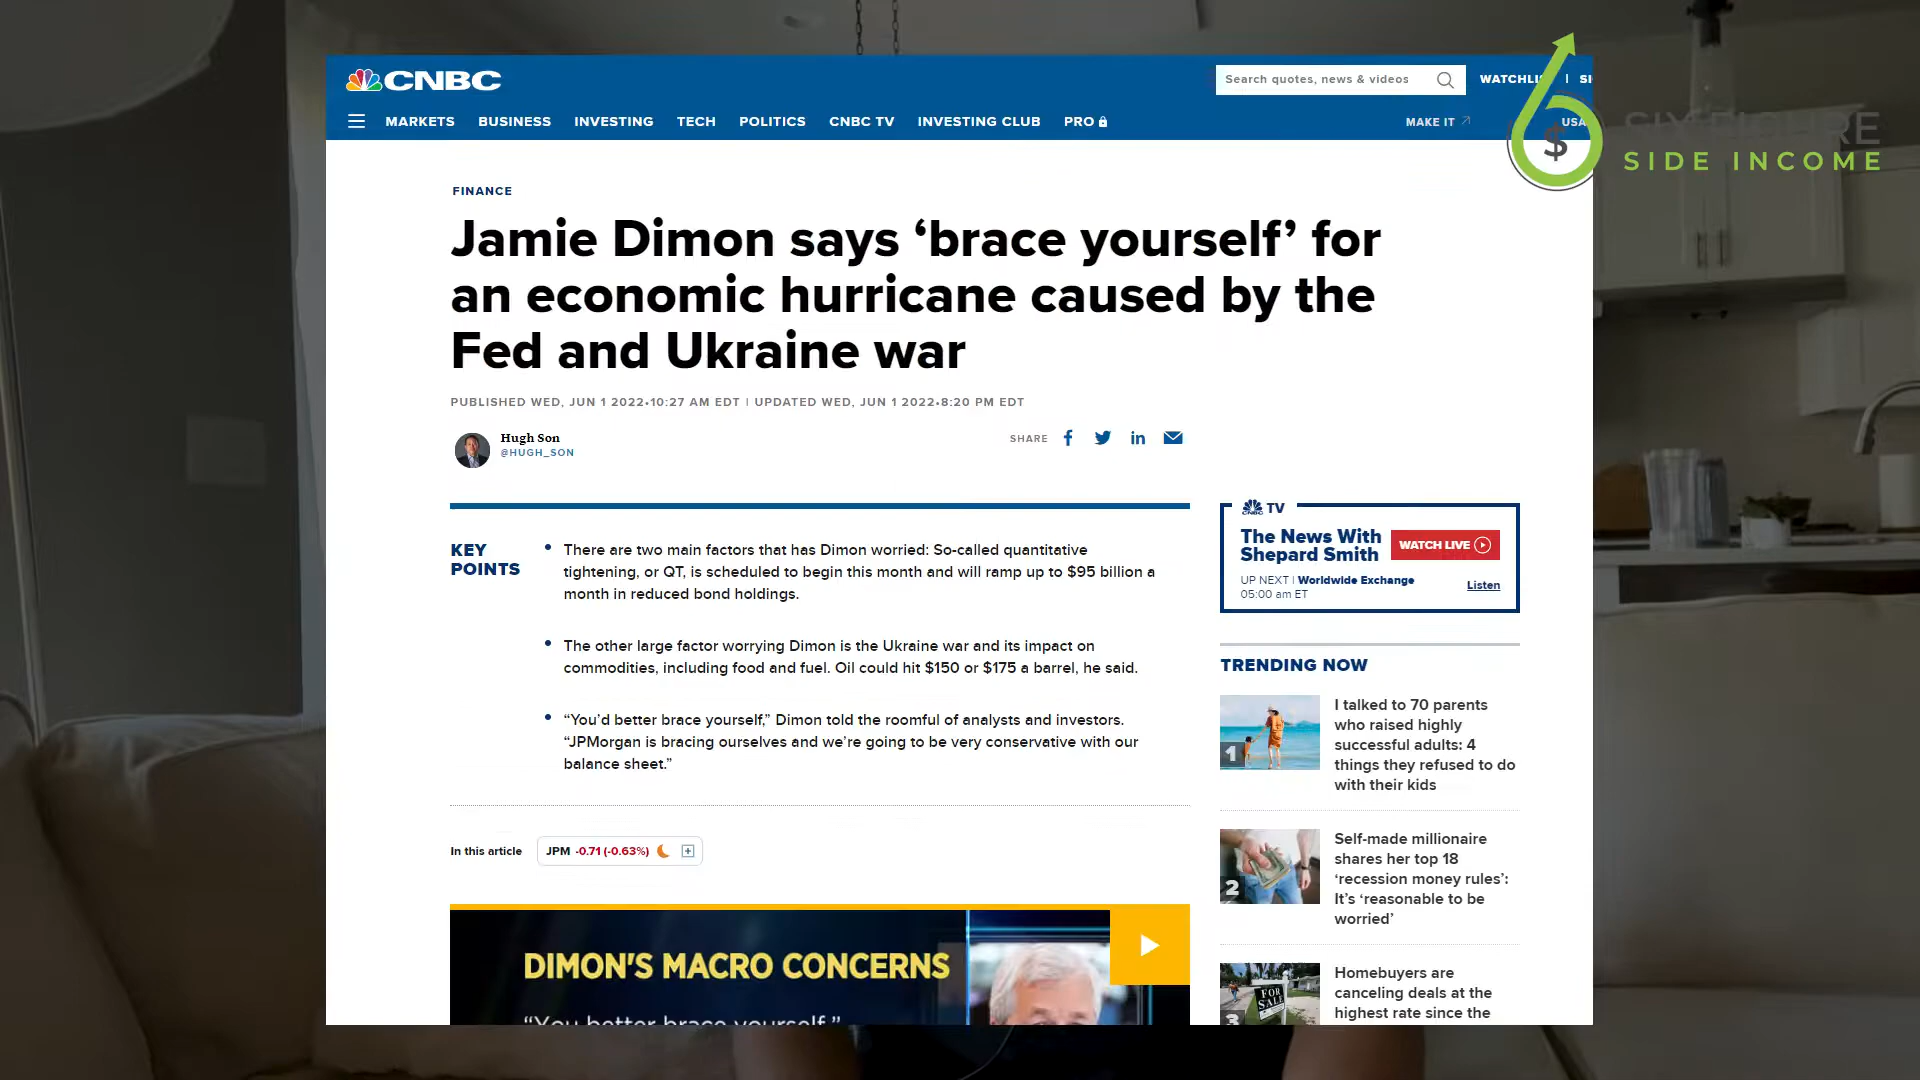 CNBC
Search quotes, news & videos
MARKETS BUSINESS INVESTING TECH POLITICS CNBC TV INVESTING CLUB PRO
MAKE IT
USA
$
SIDE INCOME
FINANCE
Jamie Dimon says ‘brace yourself’ for
an economic hurricane caused by the
Fed and Ukraine war
PUBLISHED WED, JUN 1 2022•10:27 AM EDT | UPDATED WED, JUN 1 2022•8:20 PM EDT
Hugh Son
@HUGH_SON
SHARE
KEY
POINTS
There are two main factors that has Dimon worried: So-called quantitative
tightening, or QT, is scheduled to begin this month and will ramp up to $95 billion a
month in reduced bond holdings.
The other large factor worrying Dimon is the Ukraine war and its impact on
commodities, including food and fuel. Oil could hit $150 or $175 a barrel, he said.
“You’d better brace yourself,” Dimon told the roomful of analysts and investors.
“JPMorgan is bracing ourselves and we’re going to be very conservative with our
balance sheet.”
In this article
JPM -0.71 (-0.63%)
DIMON'S MACRO CONCERNS
“You better brace yourself.”
CNBC TV
The News With
Shepard Smith
WATCH LIVE
UP NEXT | Worldwide Exchange
05:00 am ET
Listen
TRENDING NOW
1
I talked to 70 parents
who raised highly
successful adults: 4
things they refused to do
with their kids
2
Self-made millionaire
shares her top 18
‘recession money rules’:
It’s ‘reasonable to be
worried’
3
FOR
SALE
Homebuyers are
canceling deals at the
highest rate since the